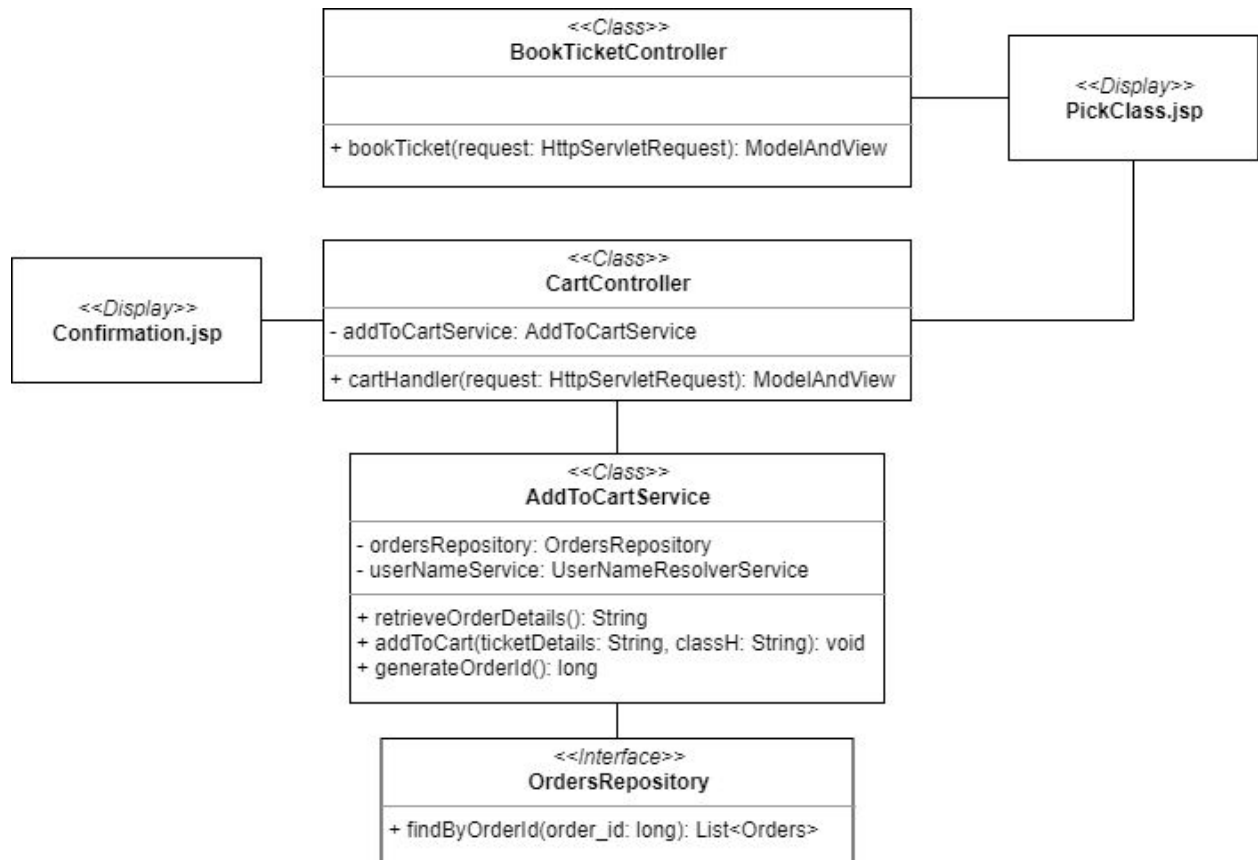 <<Class>>
BookTicketController
+ bookTicket(request: HttpServletRequest): ModelAndView
<<Display>>
PickClass.jsp
<<Display>>
Confirmation.jsp
<<Class>>
CartController
- addToCartService: AddToCartService
+ cartHandler(request: HttpServletRequest): ModelAndView
<<Class>>
AddToCartService
- ordersRepository: OrdersRepository
- userNameService: UserNameResolverService
+ retrieveOrderDetails(): String
+ addToCart(ticketDetails: String, classH: String): void
+ generateOrderId(): long
<<Interface>>
OrdersRepository
+ findByOrderId(order_id: long): List<Orders>